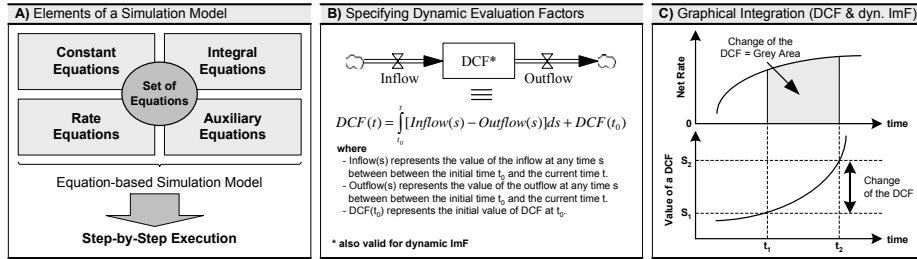 A) Elements of a Simulation Model
Constant
Equations
Integral
Equations
Set of
Equations
Rate
Equations
Auxiliary
Equations
Equation-based Simulation Model
Step-by-Step Execution
B) Specifying Dynamic Evaluation Factors
Inflow
DCF*
Outflow
DCF(t) = ∫ₜ₀ᵗ [Inflow(s) − Outflow(s)]ds + DCF(t₀)
where
- Inflow(s) represents the value of the inflow at any time s
between between the initial time t₀ and the current time t.
- Outflow(s) represents the value of the outflow at any time s
between between the initial time t₀ and the current time t.
- DCF(t₀) represents the initial value of DCF at t₀.
* also valid for dynamic ImF
C) Graphical Integration (DCF & dyn. ImF)
Change of the
DCF = Grey Area
Net Rate
0
time
Value of a DCF
S₂
S₁
Change
of the DCF
t₁
t₂
time